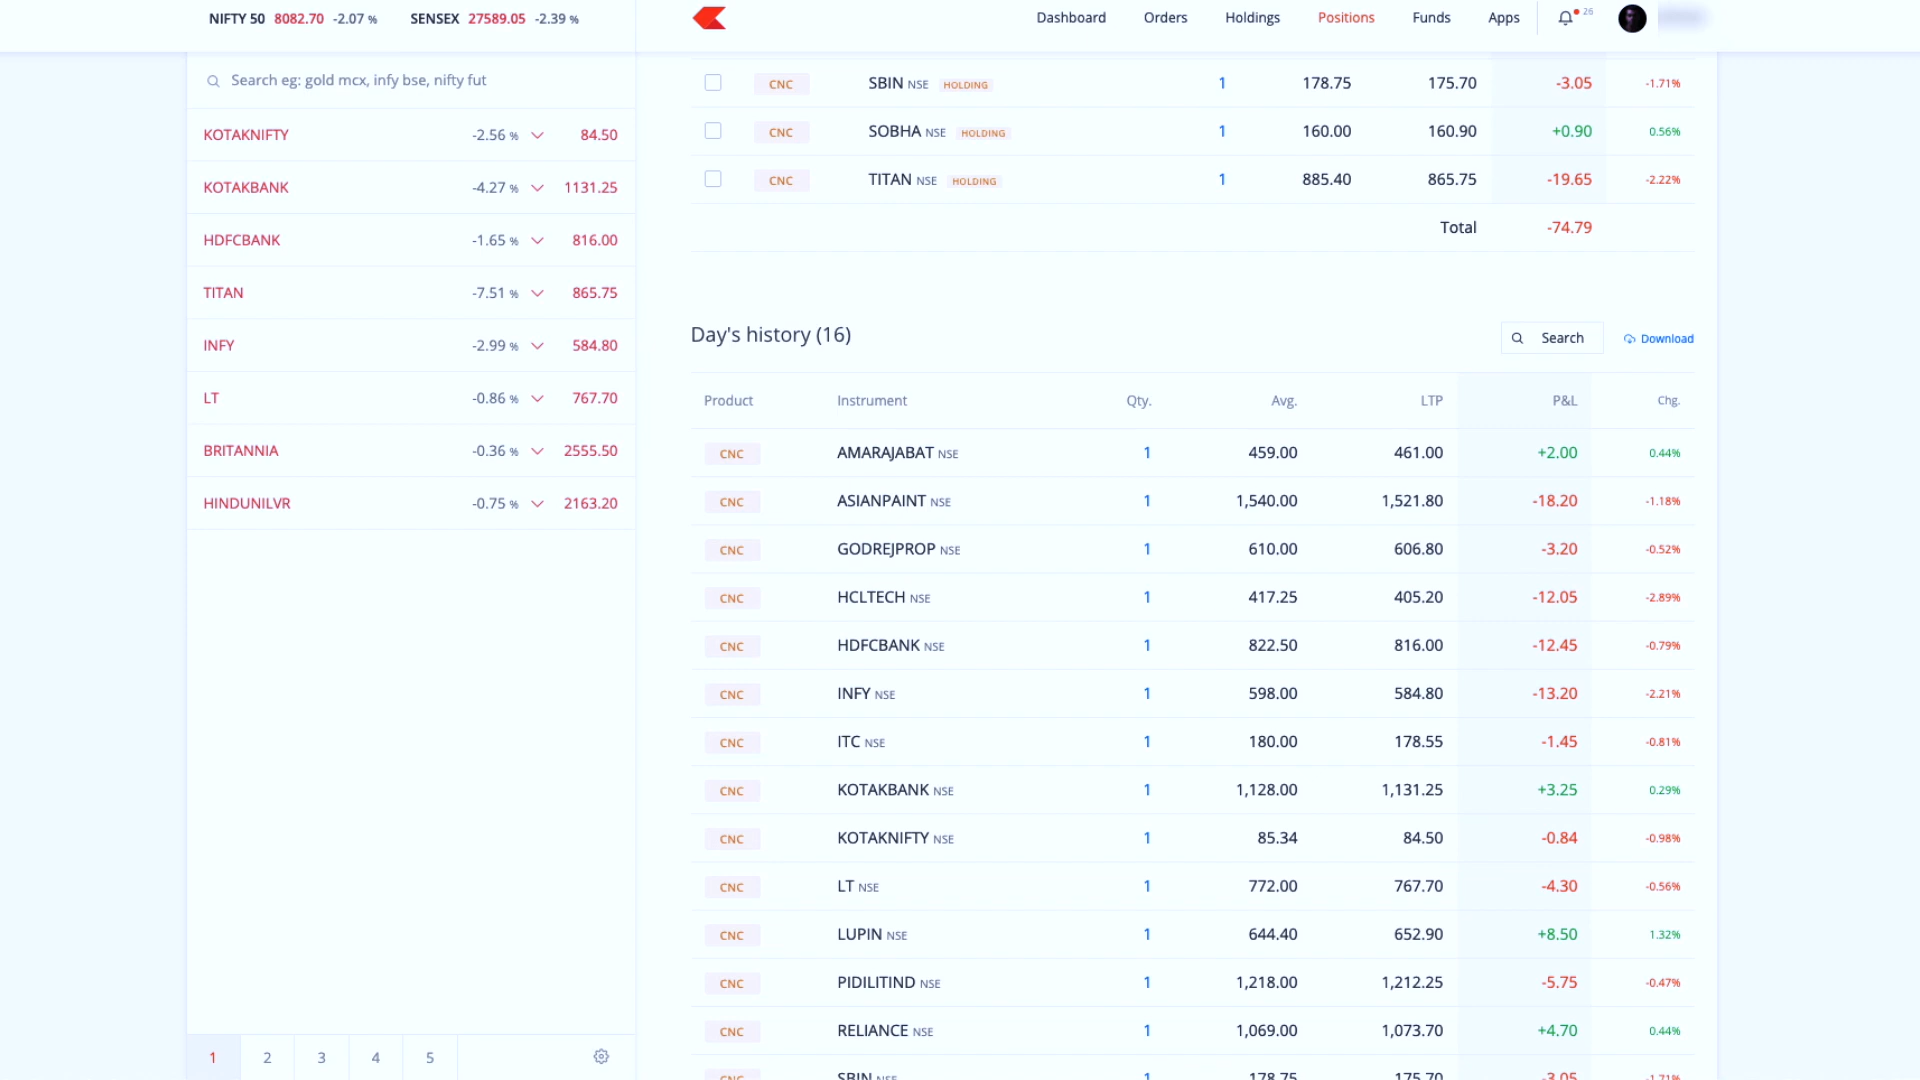 NIFTY 50 8082.70 -2.07 % SENSEX 27589.05 -2.39 %
Dashboard Orders Holdings Positions Funds Apps 26
Search eg: gold mcx, infy bse, nifty fut
KOTAKNIFTY -2.56 % 84.50
KOTAKBANK -4.27 % 1131.25
HDFCBANK -1.65 % 816.00
TITAN -7.51 % 865.75
INFY -2.99 % 584.80
LT -0.86 % 767.70
BRITANNIA -0.36 % 2555.50
HINDUNILVR -0.75 % 2163.20
1 2 3 4 5
CNC SBIN NSE HOLDING 1 178.75 175.70 -3.05 -1.71%
CNC SOBHA NSE HOLDING 1 160.00 160.90 +0.90 0.56%
CNC TITAN NSE HOLDING 1 885.40 865.75 -19.65 -2.22%
Total -74.79
Day's history (16) Search Download
Product Instrument Qty. Avg. LTP P&L Chg.
CNC AMARAJABAT NSE 1 459.00 461.00 +2.00 0.44%
CNC ASIANPAINT NSE 1 1,540.00 1,521.80 -18.20 -1.18%
CNC GODREJPROP NSE 1 610.00 606.80 -3.20 -0.52%
CNC HCLTECH NSE 1 417.25 405.20 -12.05 -2.89%
CNC HDFCBANK NSE 1 822.50 816.00 -12.45 -0.79%
CNC INFY NSE 1 598.00 584.80 -13.20 -2.21%
CNC ITC NSE 1 180.00 178.55 -1.45 -0.81%
CNC KOTAKBANK NSE 1 1,128.00 1,131.25 +3.25 0.29%
CNC KOTAKNIFTY NSE 1 85.34 84.50 -0.84 -0.98%
CNC LT NSE 1 772.00 767.70 -4.30 -0.56%
CNC LUPIN NSE 1 644.40 652.90 +8.50 1.32%
CNC PIDILITIND NSE 1 1,218.00 1,212.25 -5.75 -0.47%
CNC RELIANCE NSE 1 1,069.00 1,073.70 +4.70 0.44%
CNC SBIN NSE 1 178.75 175.70 -3.05 -1.71%